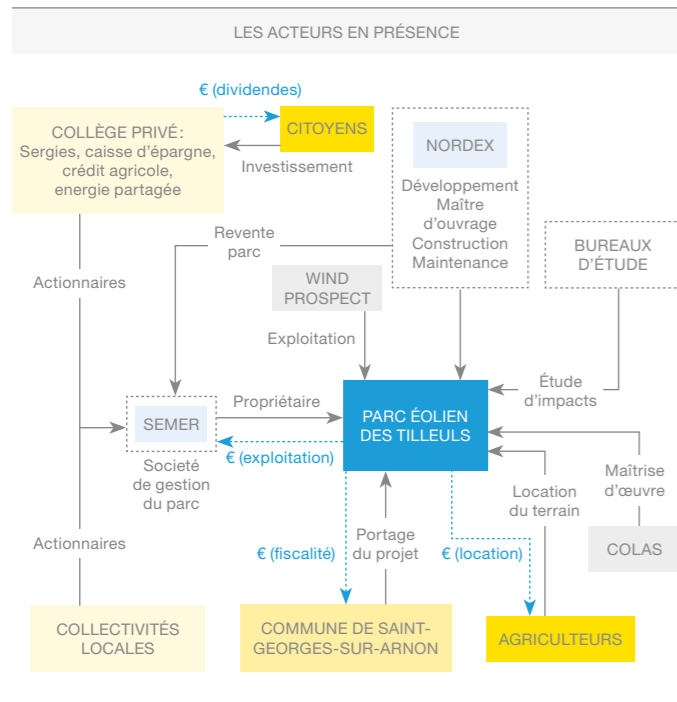 LES ACTEURS EN PRÉSENCE
€ (dividendes)
COLLÈGE PRIVÉ :
Sergies, caisse d'épargne,
crédit agricole,
energie partagée
CITOYENS
Investissement
NORDEX
Développement
Maître
d'ouvrage
Construction
Maintenance
Revente
parc
BUREAUX
D'ÉTUDE
Actionnaires
WIND
PROSPECT
Exploitation
Étude
d'impacts
Propriétaire
PARC ÉOLIEN
DES TILLEULS
SEMER
€ (exploitation)
Societé
de gestion
du parc
Maîtrise
d'œuvre
Location
du terrain
Actionnaires
Portage
du projet
€ (fiscalité)
€ (location)
COLAS
COLLECTIVITÉS
LOCALES
COMMUNE DE SAINT-
GEORGES-SUR-ARNON
AGRICULTEURS